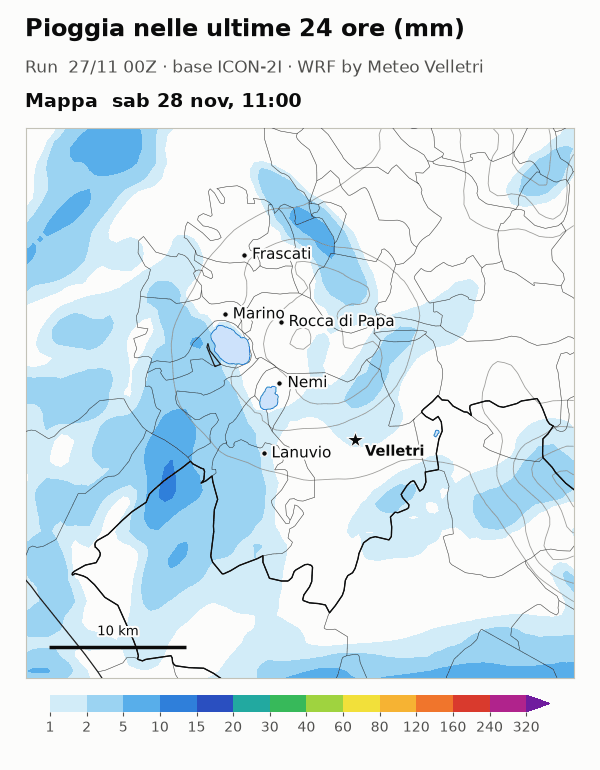 Pioggia nelle ultime 24 ore (mm)
Run  27/11 00Z · base ICON-2I · WRF by Meteo Velletri
Mappa  sab 28 nov, 11:00
Frascati
Marino
Rocca di Papa
Nemi
Velletri
Lanuvio
10 km
1 2 5 10 15 20 30 40 60 80 120 160 240 320